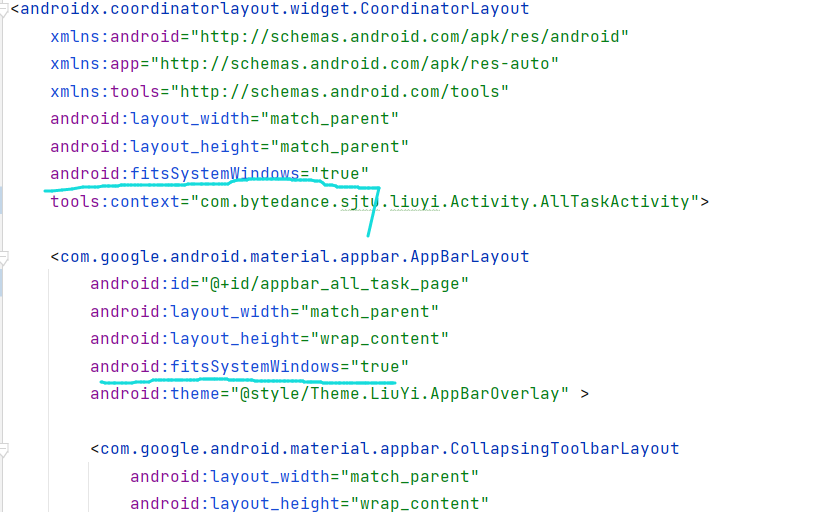 <androidx.coordinatorlayout.widget.CoordinatorLayout
xmlns:android="http://schemas.android.com/apk/res/android"
xmlns:app="http://schemas.android.com/apk/res-auto"
xmlns:tools="http://schemas.android.com/tools"
android:layout_width="match_parent"
android:layout_height="match_parent"
android:fitsSystemWindows="true"
tools:context="com.bytedance.sjtu.liuyi.Activity.AllTaskActivity">
<com.google.android.material.appbar.AppBarLayout
android:id="@+id/appbar_all_task_page"
android:layout_width="match_parent"
android:layout_height="wrap_content"
android:fitsSystemWindows="true"
android:theme="@style/Theme.LiuYi.AppBarOverlay" >
<com.google.android.material.appbar.CollapsingToolbarLayout
android:layout_width="match_parent"
android:layout_height="wrap_content"